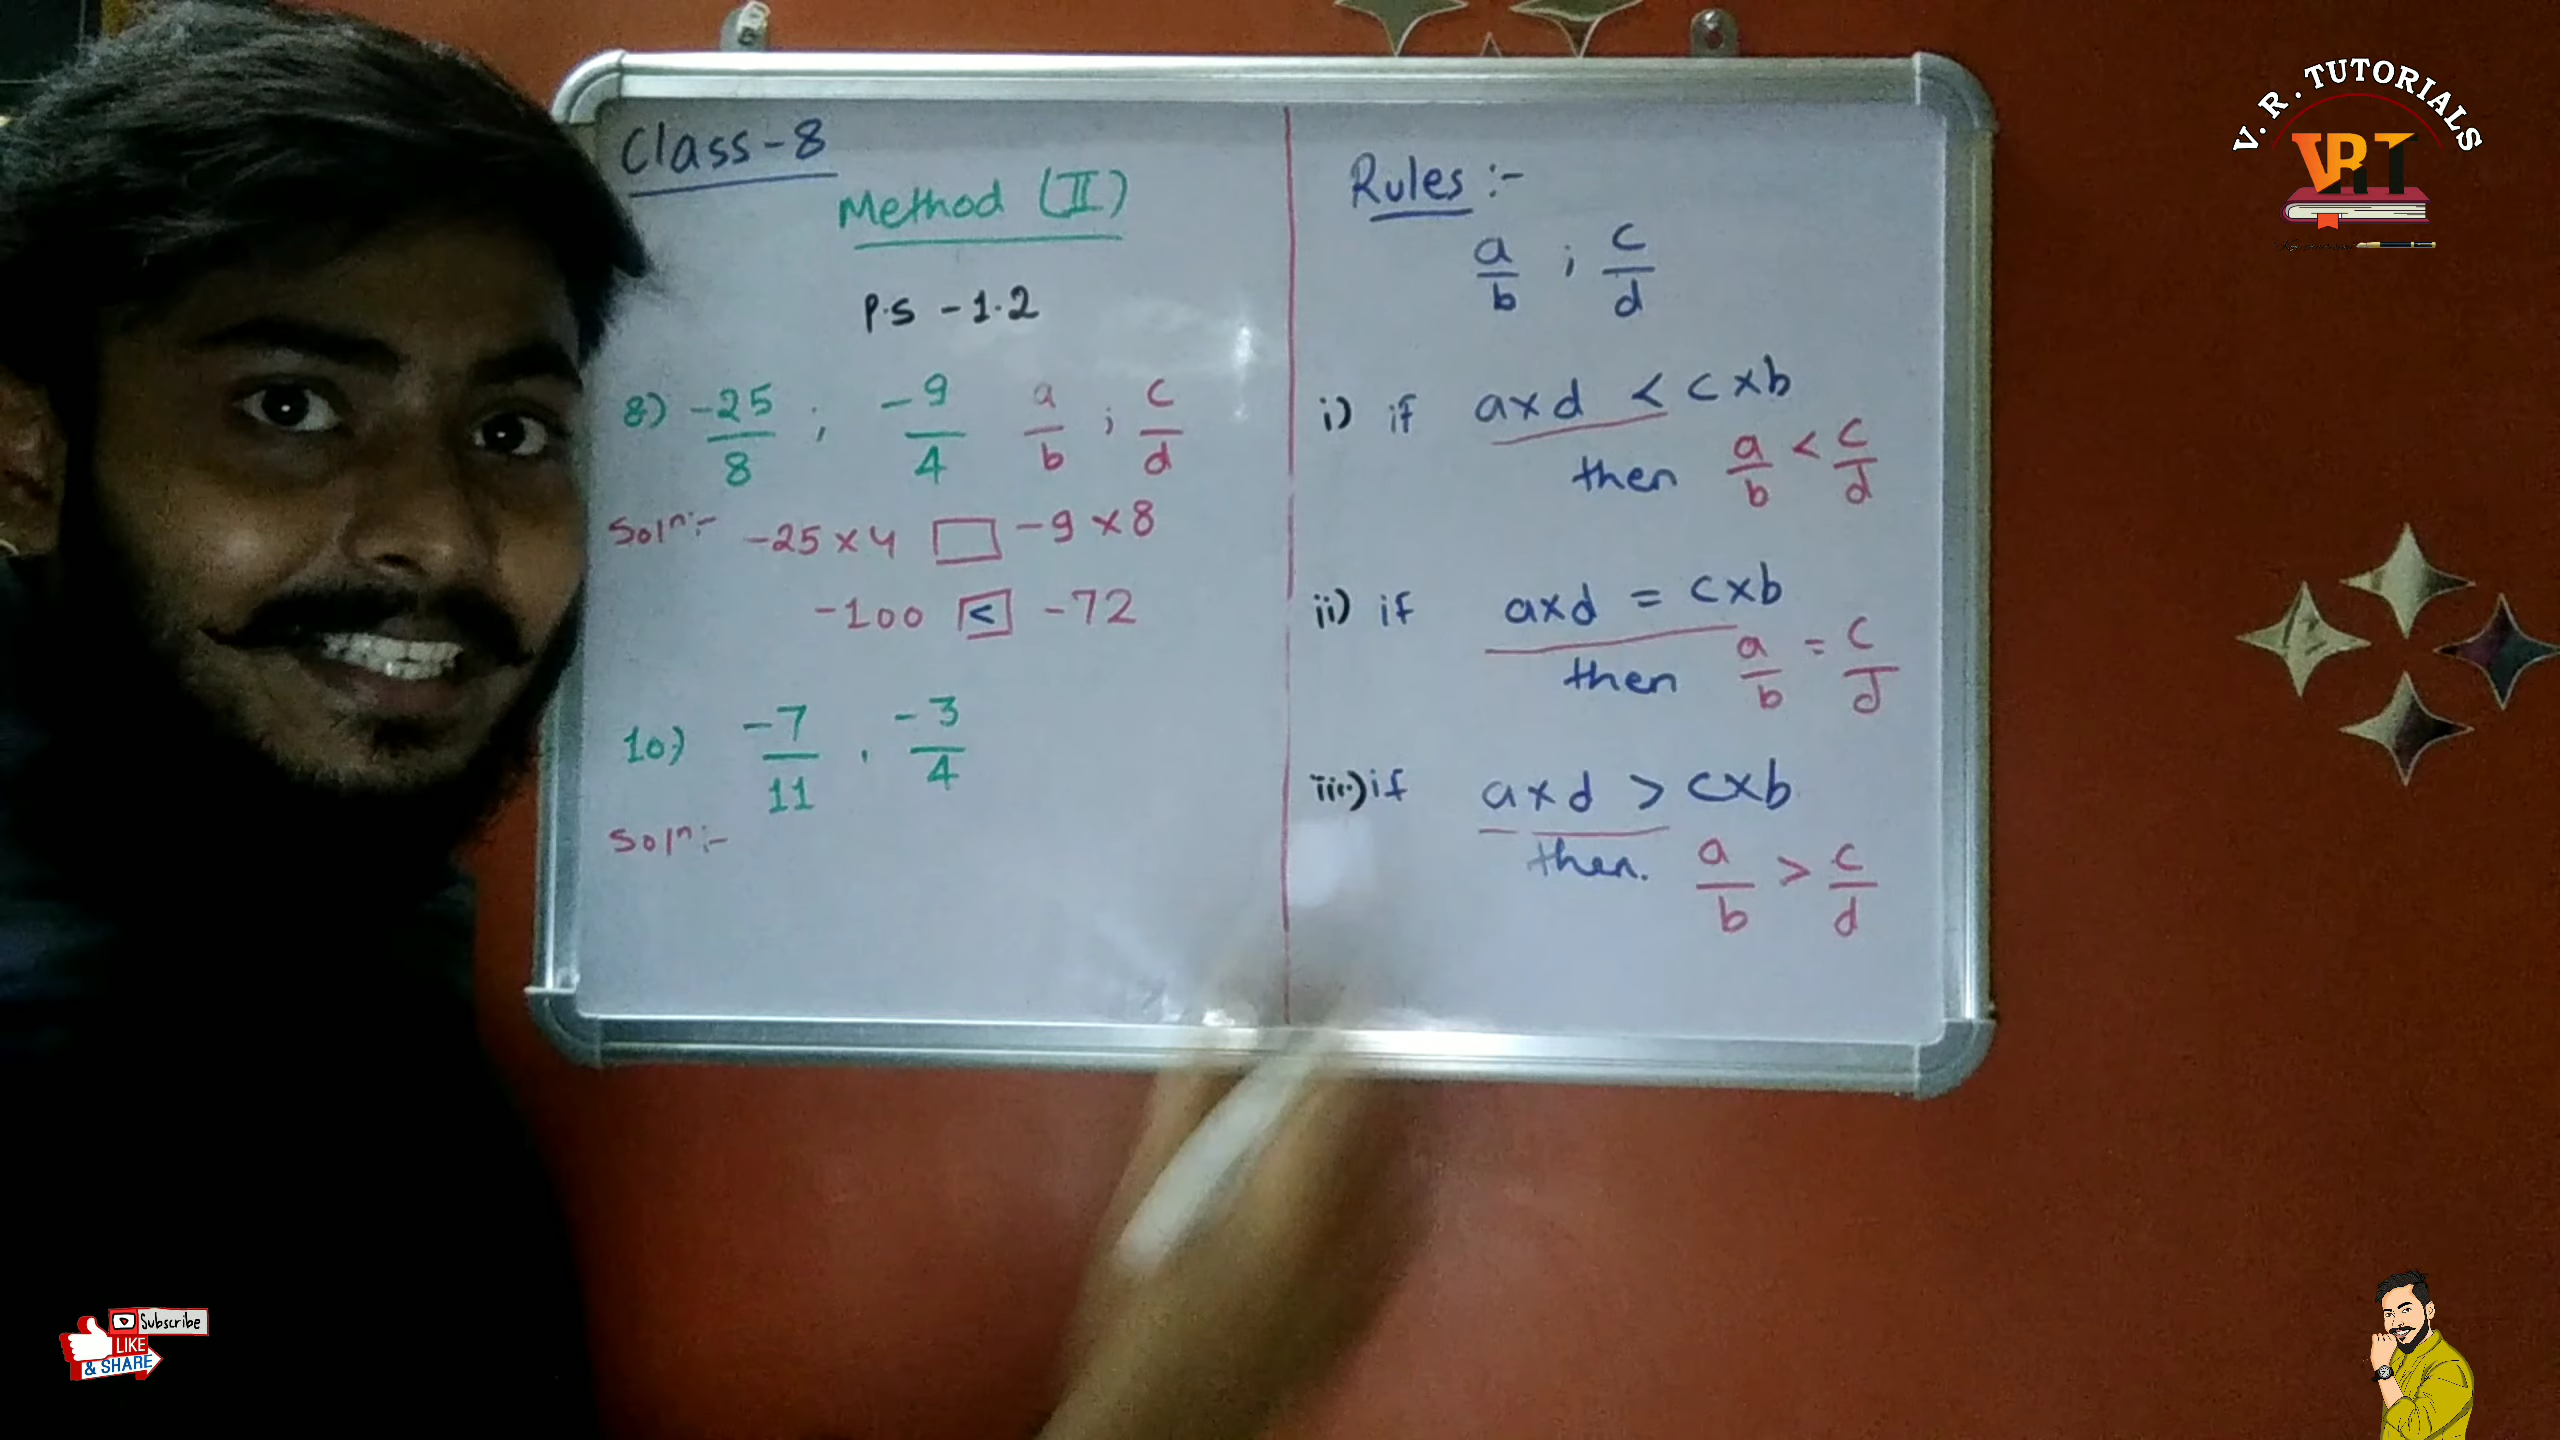 Class-8
Method (II)
P.S - 1.2
8) -25/8 ; -9/4 a/b ; c/d
Solⁿ:- -25 × 4 □ -9 × 8
-100 < -72
10.) -7/11 , -3/4
Solⁿ:-
Rules :-
a/b ; c/d
i) if a×d < c×b
then a/b < c/d
ii) if a×d = c×b
then a/b = c/d
iii) if a×d > c×b
then. a/b > c/d
V. R. TUTORIALS
VRT
Subscribe
LIKE
& SHARE